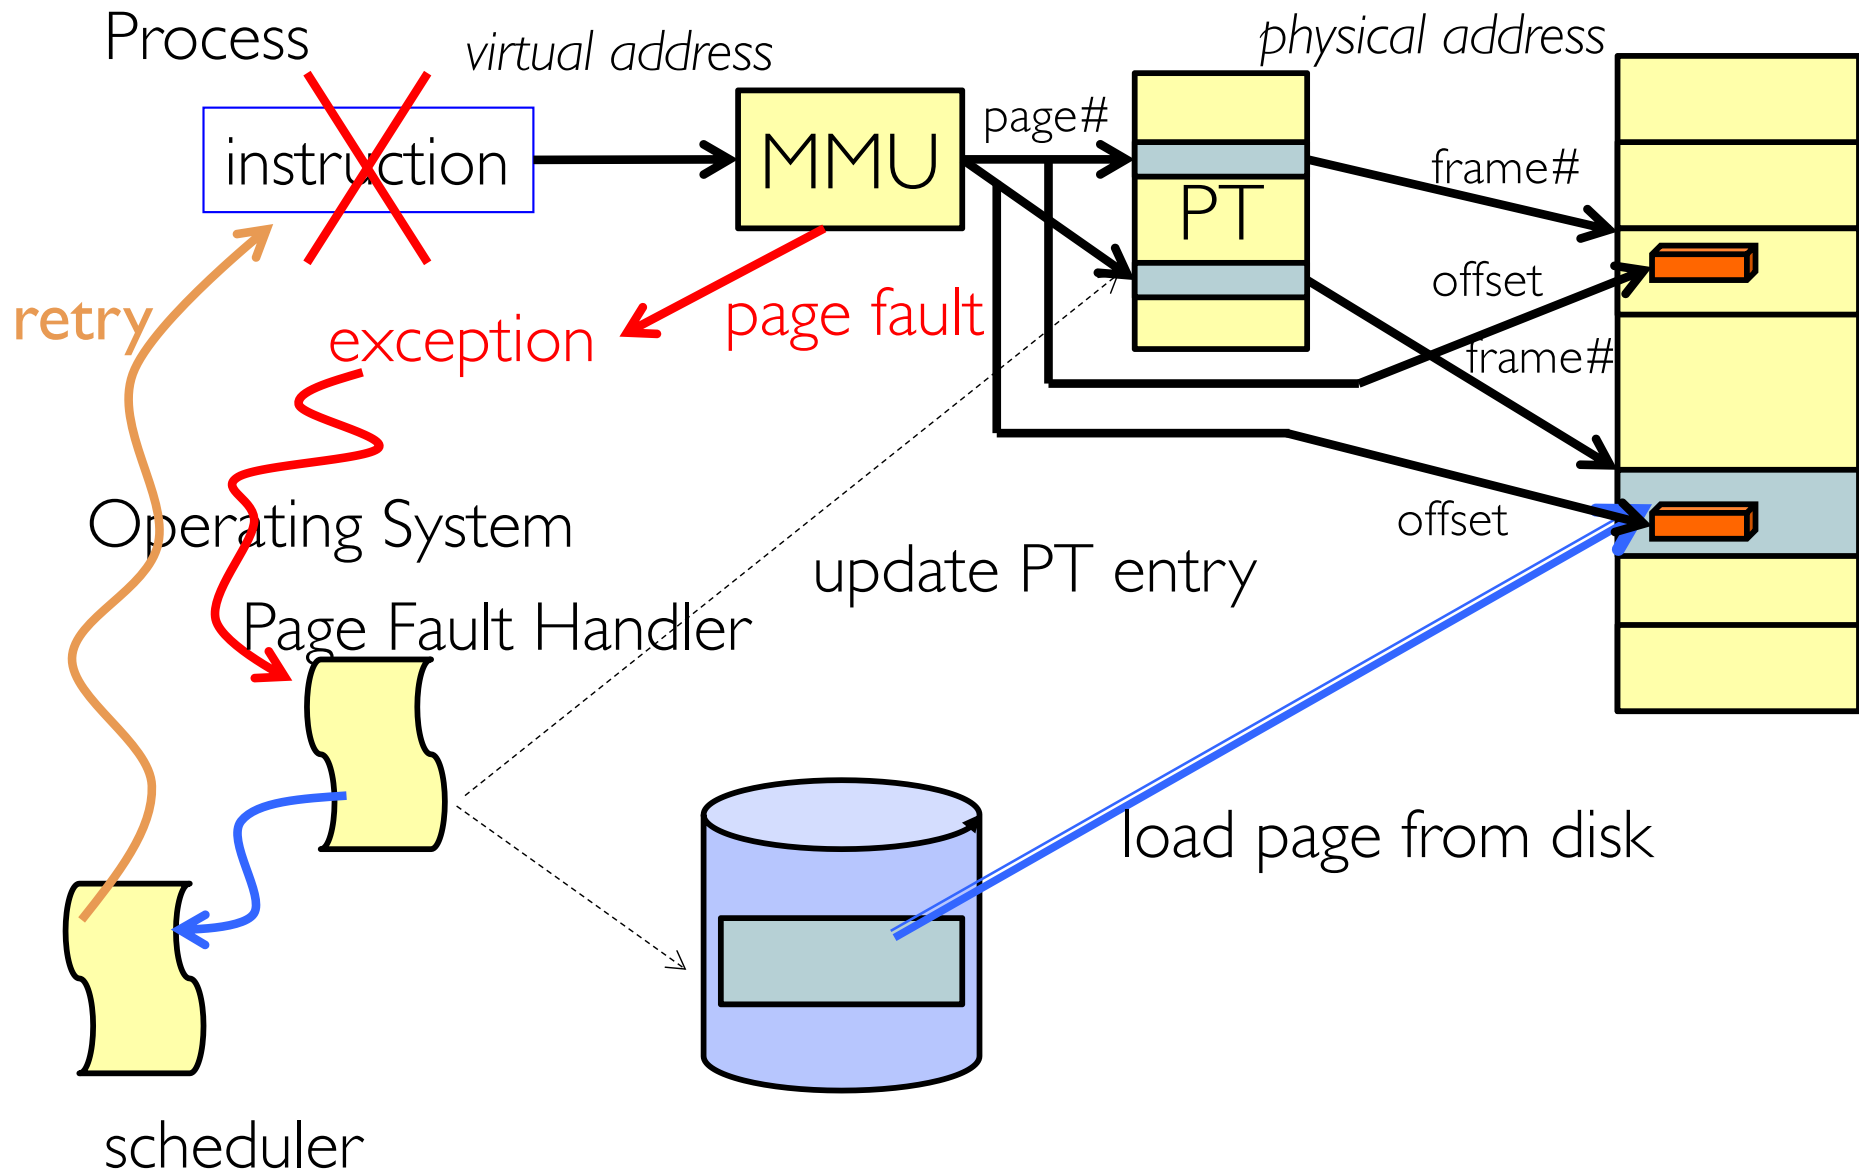 Process
virtual address
physical address
instruction
MMU
page#
PT
frame#
offset
retry
exception
page fault
frame#
offset
Operating System
update PT entry
Page Fault Handler
load page from disk
scheduler